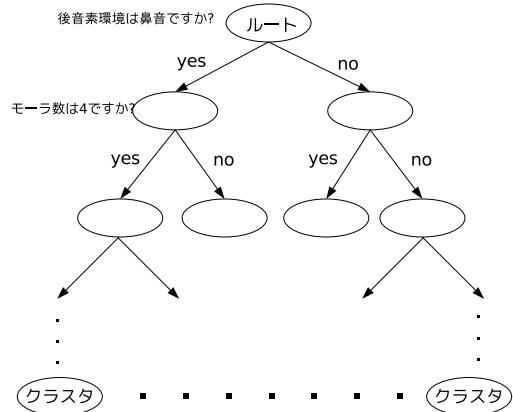 後音素環境は鼻音ですか?
ルート
yes
no
モーラ数は4ですか?
yes
no
yes
no
クラスタ
クラスタ